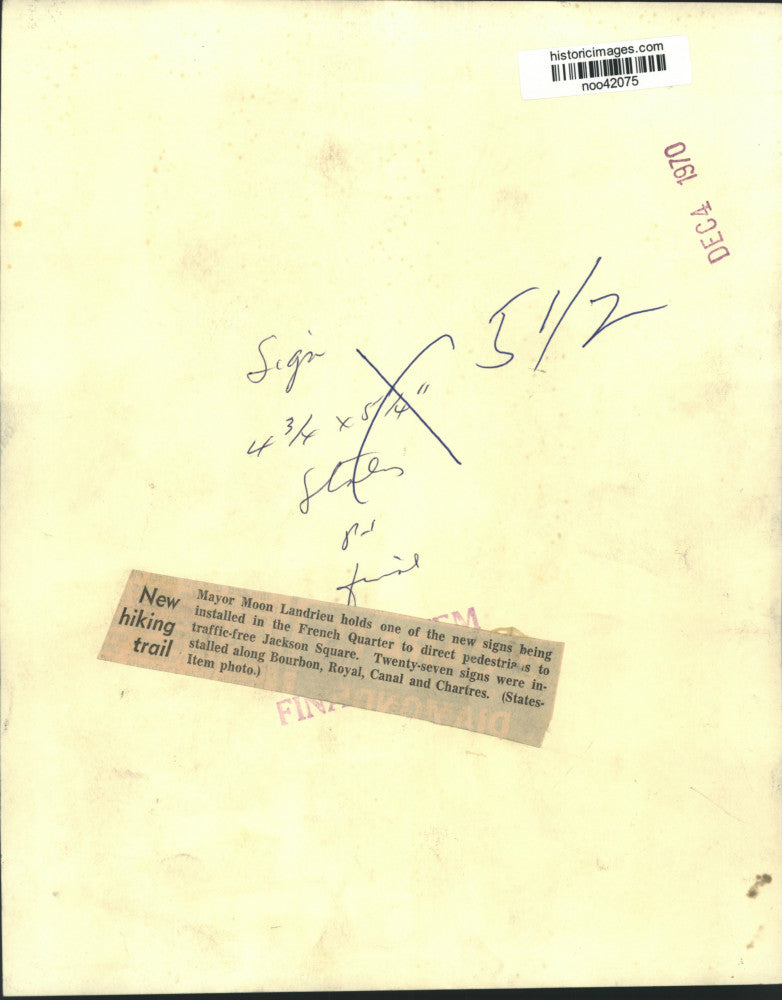 historicimages.com
noo42075
DEC 4 1970
5 1/2
Sign
4 3/4 x 5 1/4"
States
final
New
hiking
trail
Mayor Moon Landrieu holds one of the new signs being
installed in the French Quarter to direct pedestrians to
traffic-free Jackson Square. Twenty-seven signs were in-
stalled along Bourbon, Royal, Canal and Chartres. (States-
Item photo.)